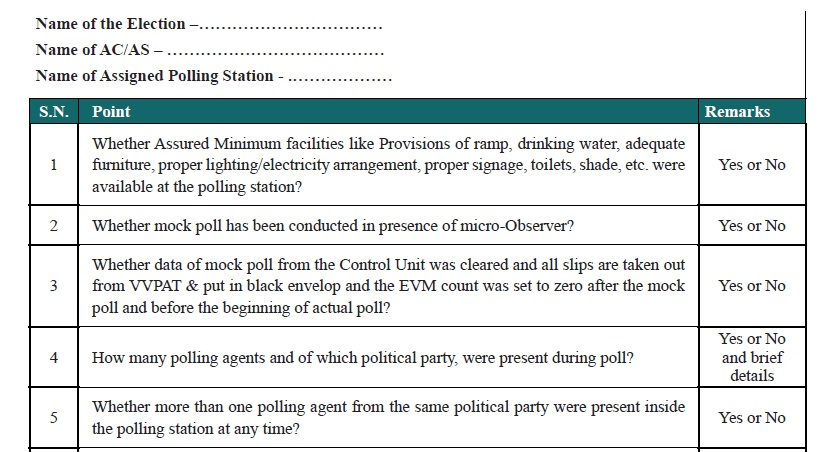 Name of the Election –..................................
Name of AC/AS – ........................................
Name of Assigned Polling Station - ....................
S.N. Point Remarks
1 Whether Assured Minimum facilities like Provisions of ramp, drinking water, adequate
furniture, proper lighting/electricity arrangement, proper signage, toilets, shade, etc. were
available at the polling station? Yes or No
2 Whether mock poll has been conducted in presence of micro-Observer? Yes or No
3 Whether data of mock poll from the Control Unit was cleared and all slips are taken out
from VVPAT & put in black envelop and the EVM count was set to zero after the mock
poll and before the beginning of actual poll? Yes or No
4 How many polling agents and of which political party, were present during poll? Yes or No
and brief
details
5 Whether more than one polling agent from the same political party were present inside
the polling station at any time? Yes or No